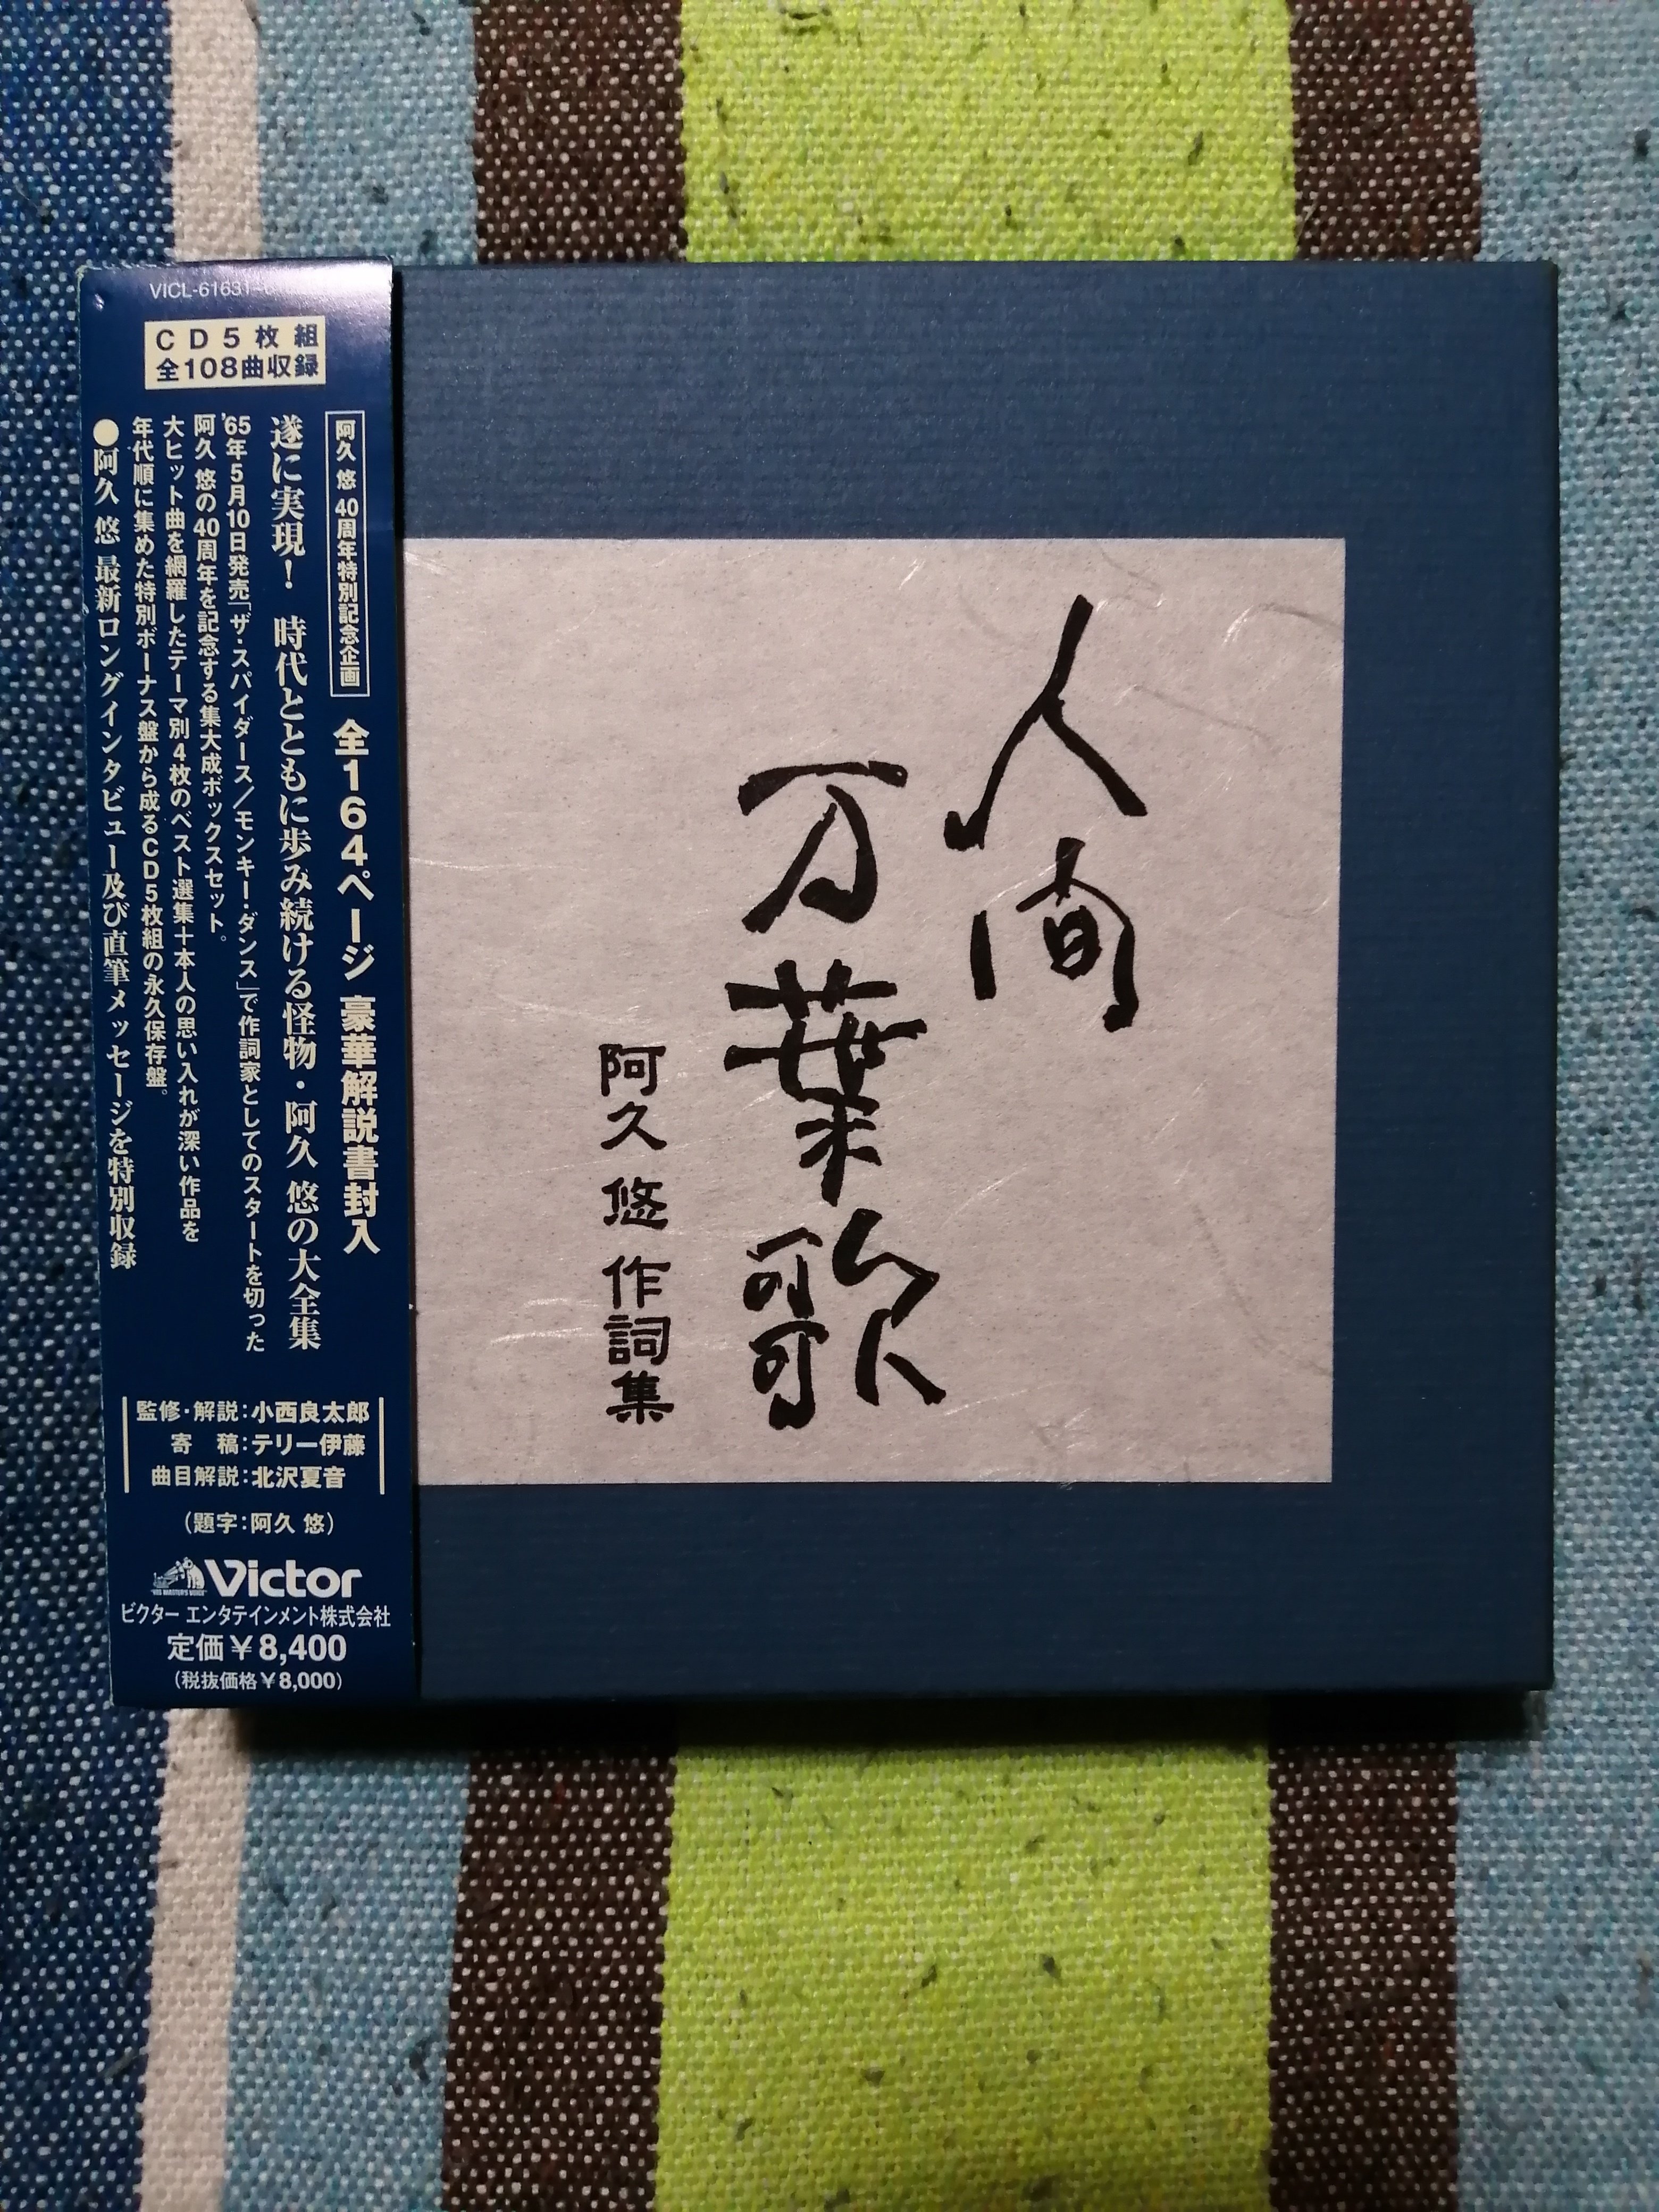 VICL-61631
CD5枚組
全108曲収録
阿久 悠 40周年特別記念企画 全164ページ 豪華解説書封入
遂に実現! 時代とともに歩み続ける怪物・阿久 悠の大全集
'65年5月10日発売「ザ・スパイダース/モンキー・ダンス」で作詞家としてのスタートを切った
阿久 悠の40周年を記念する集大成ボックスセット。
大ヒット曲を網羅したテーマ別4枚のベスト選集+本人の思い入れが深い作品を
年代順に集めた特別ボーナス盤から成るCD5枚組の永久保存盤。
●阿久 悠 最新ロングインタビュー及び直筆メッセージを特別収録
監修・解説:小西良太郎
寄 稿:テリー伊藤
曲目解説:北沢夏音
(題字:阿久 悠)
"HIS MASTER'S VOICE"
Victor
ビクター エンタテインメント株式会社
定価¥8,400
(税抜価格¥8,000)
人間
万葉歌
阿久 悠 作詞集